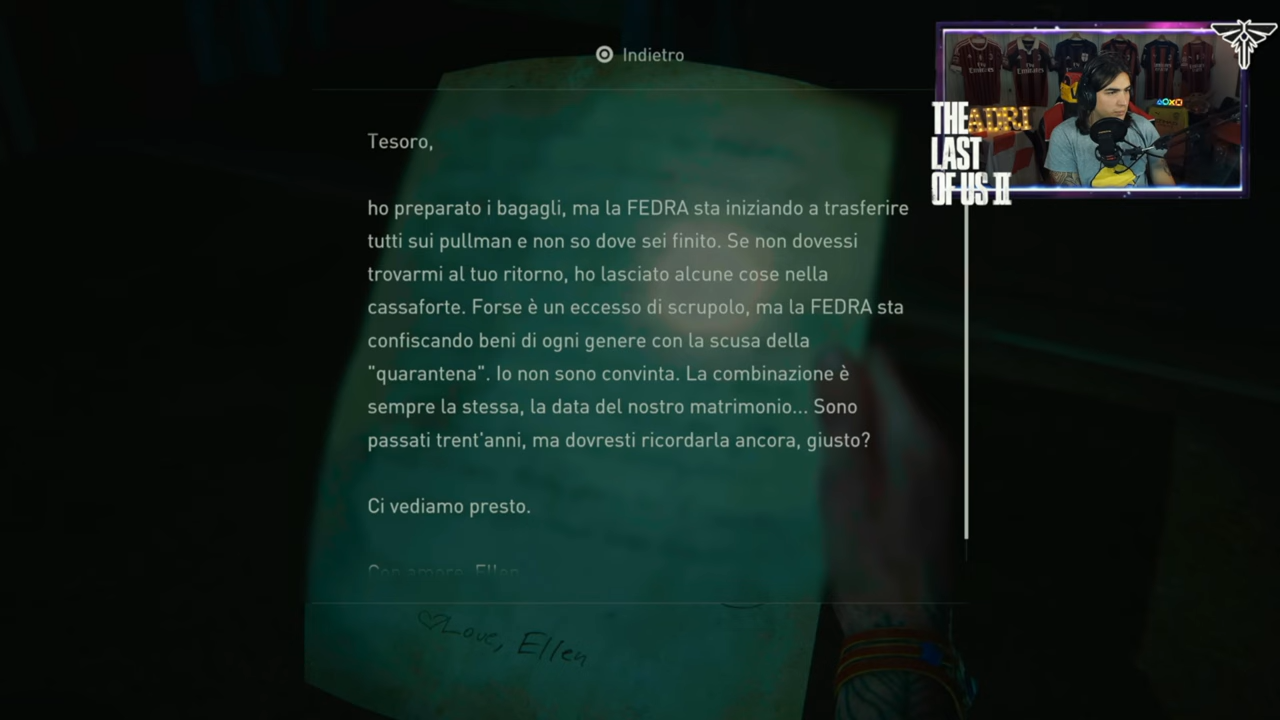 Indietro
THE
LAST
OF US II
ADRI
Tesoro,
ho preparato i bagagli, ma la FEDRA sta iniziando a trasferire
tutti sui pullman e non so dove sei finito. Se non dovessi
trovarmi al tuo ritorno, ho lasciato alcune cose nella
cassaforte. Forse è un eccesso di scrupolo, ma la FEDRA sta
confiscando beni di ogni genere con la scusa della
"quarantena". Io non sono convinta. La combinazione è
sempre la stessa, la data del nostro matrimonio... Sono
passati trent'anni, ma dovresti ricordarla ancora, giusto?
Ci vediamo presto.
Con amore, Ellen
Love, Ellen